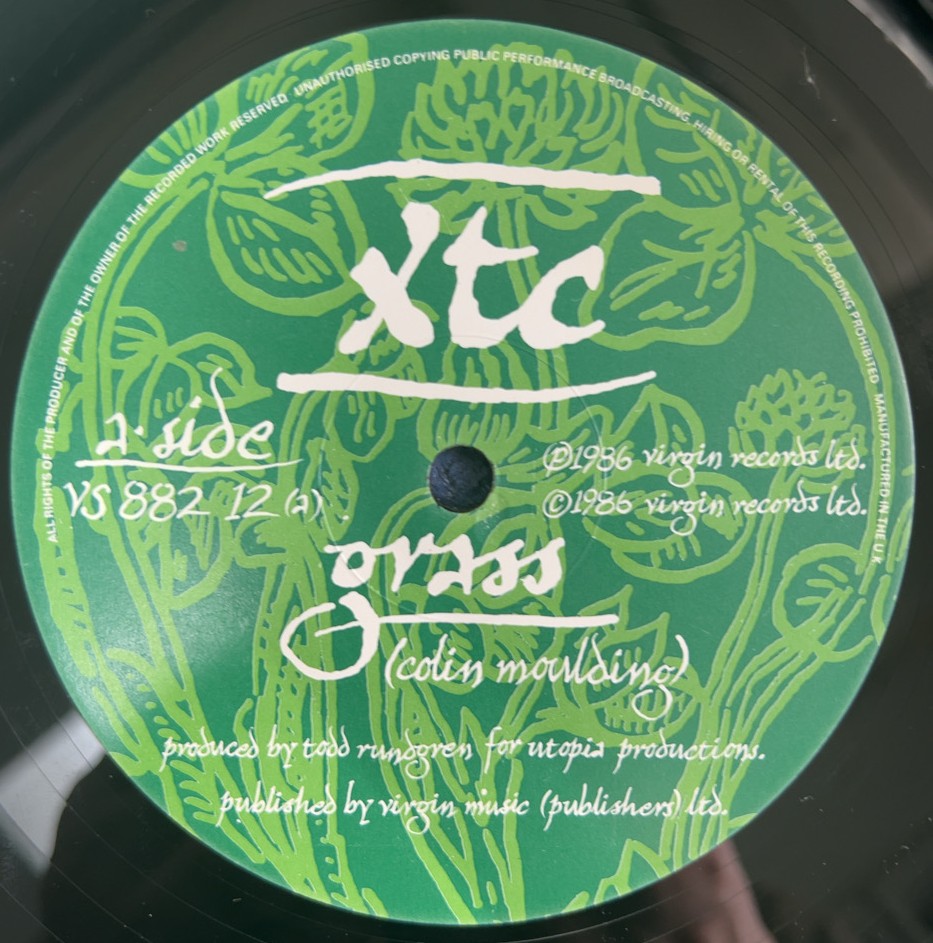 ALL RIGHTS OF THE PRODUCER AND OF THE OWNER OF THE RECORDED WORK RESERVED UNAUTHORISED COPYING PUBLIC PERFORMANCE BROADCASTING, HIRING OR RENTAL OF THIS RECORDING PROHIBITED MANUFACTURED IN THE U K
xtc
a·side
VS 882 12 (a)
℗1986 virgin records ltd.
©1986 virgin records ltd.
grass
(colin moulding)
produced by todd rundgren for utopia productions.
published by virgin music (publishers) ltd.